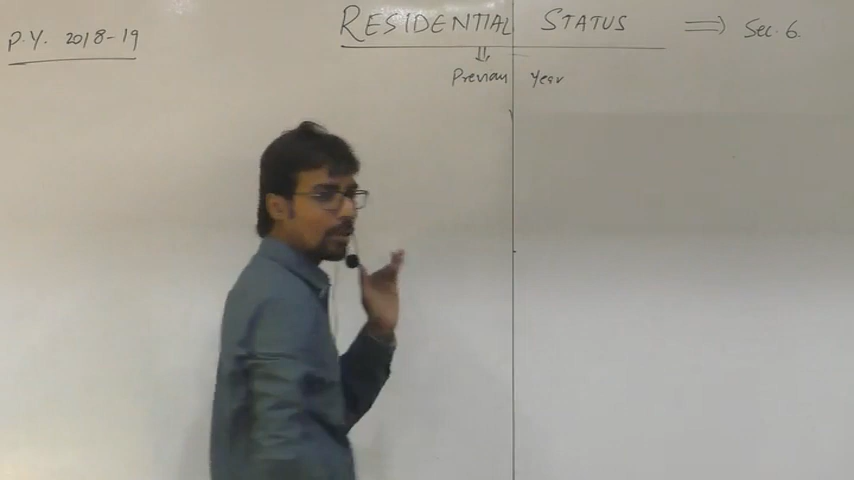 P.Y. 2018-19
RESIDENTIAL STATUS ⇒ Sec. 6.
⇓
Previous Year